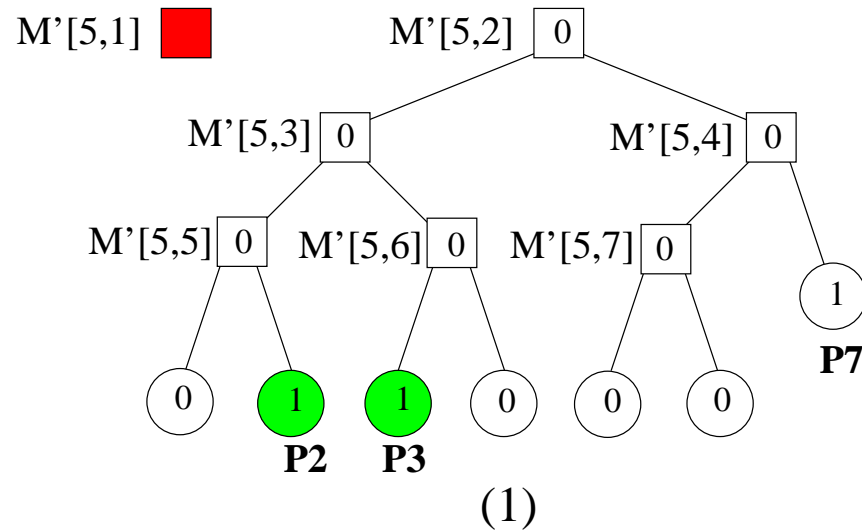 M’[5,1] M’[5,2] 0
M’[5,3] 0 M’[5,4] 0
M’[5,5] 0 M’[5,6] 0 M’[5,7] 0
1
P7
0 1 1 0 0 0
P2 P3
(1)